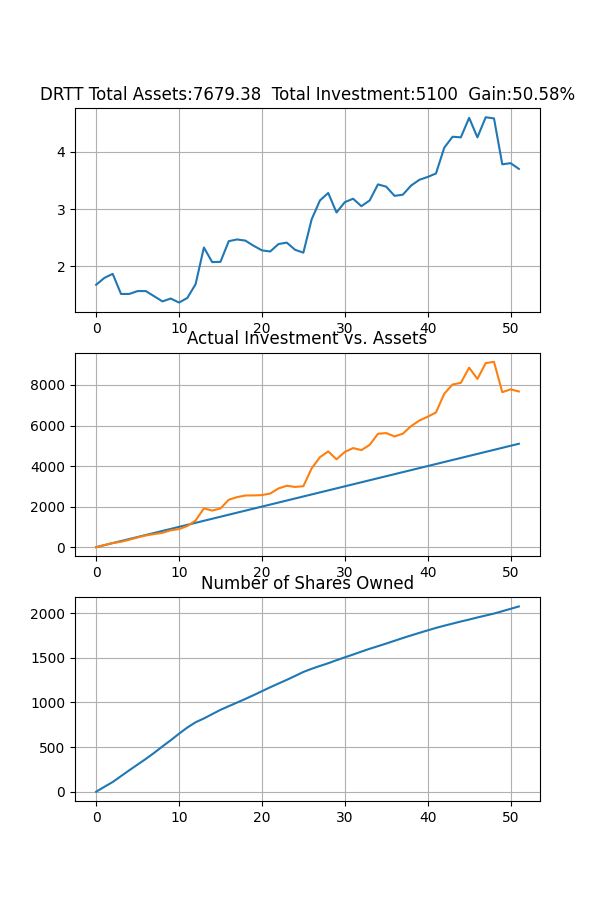 DRTT Total Assets:7679.38  Total Investment:5100  Gain:50.58%
4
3
2
0 10 20 30 40 50
Actual Investment vs. Assets
8000
6000
4000
2000
0
0 10 20 30 40 50
Number of Shares Owned
2000
1500
1000
500
0
0 10 20 30 40 50